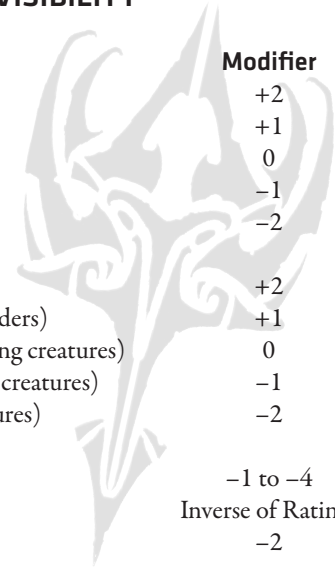 VISIBILITY
Modifier
+2
+1
0
–1
–2
+2
ders) +1
ng creatures) 0
creatures) –1
ures) –2
–1 to –4
Inverse of Ratin
–2